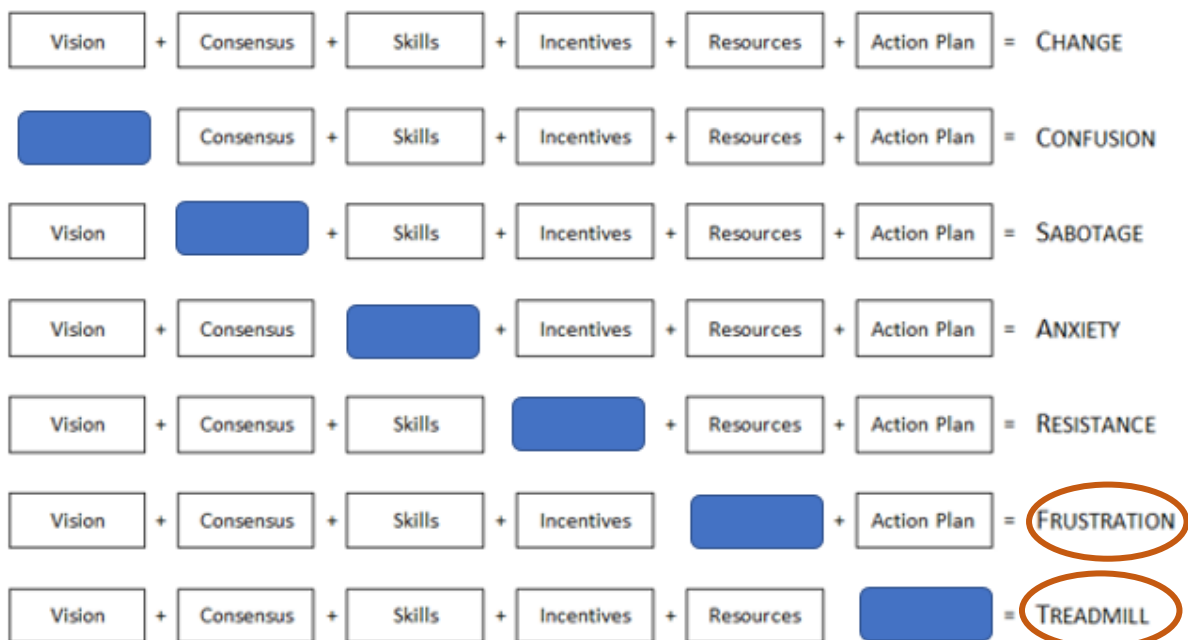 Vision + Consensus + Skills + Incentives + Resources + Action Plan = CHANGE
Consensus + Skills + Incentives + Resources + Action Plan = CONFUSION
Vision + Skills + Incentives + Resources + Action Plan = SABOTAGE
Vision + Consensus + Incentives + Resources + Action Plan = ANXIETY
Vision + Consensus + Skills + Resources + Action Plan = RESISTANCE
Vision + Consensus + Skills + Incentives + Action Plan = FRUSTRATION
Vision + Consensus + Skills + Incentives + Resources = TREADMILL